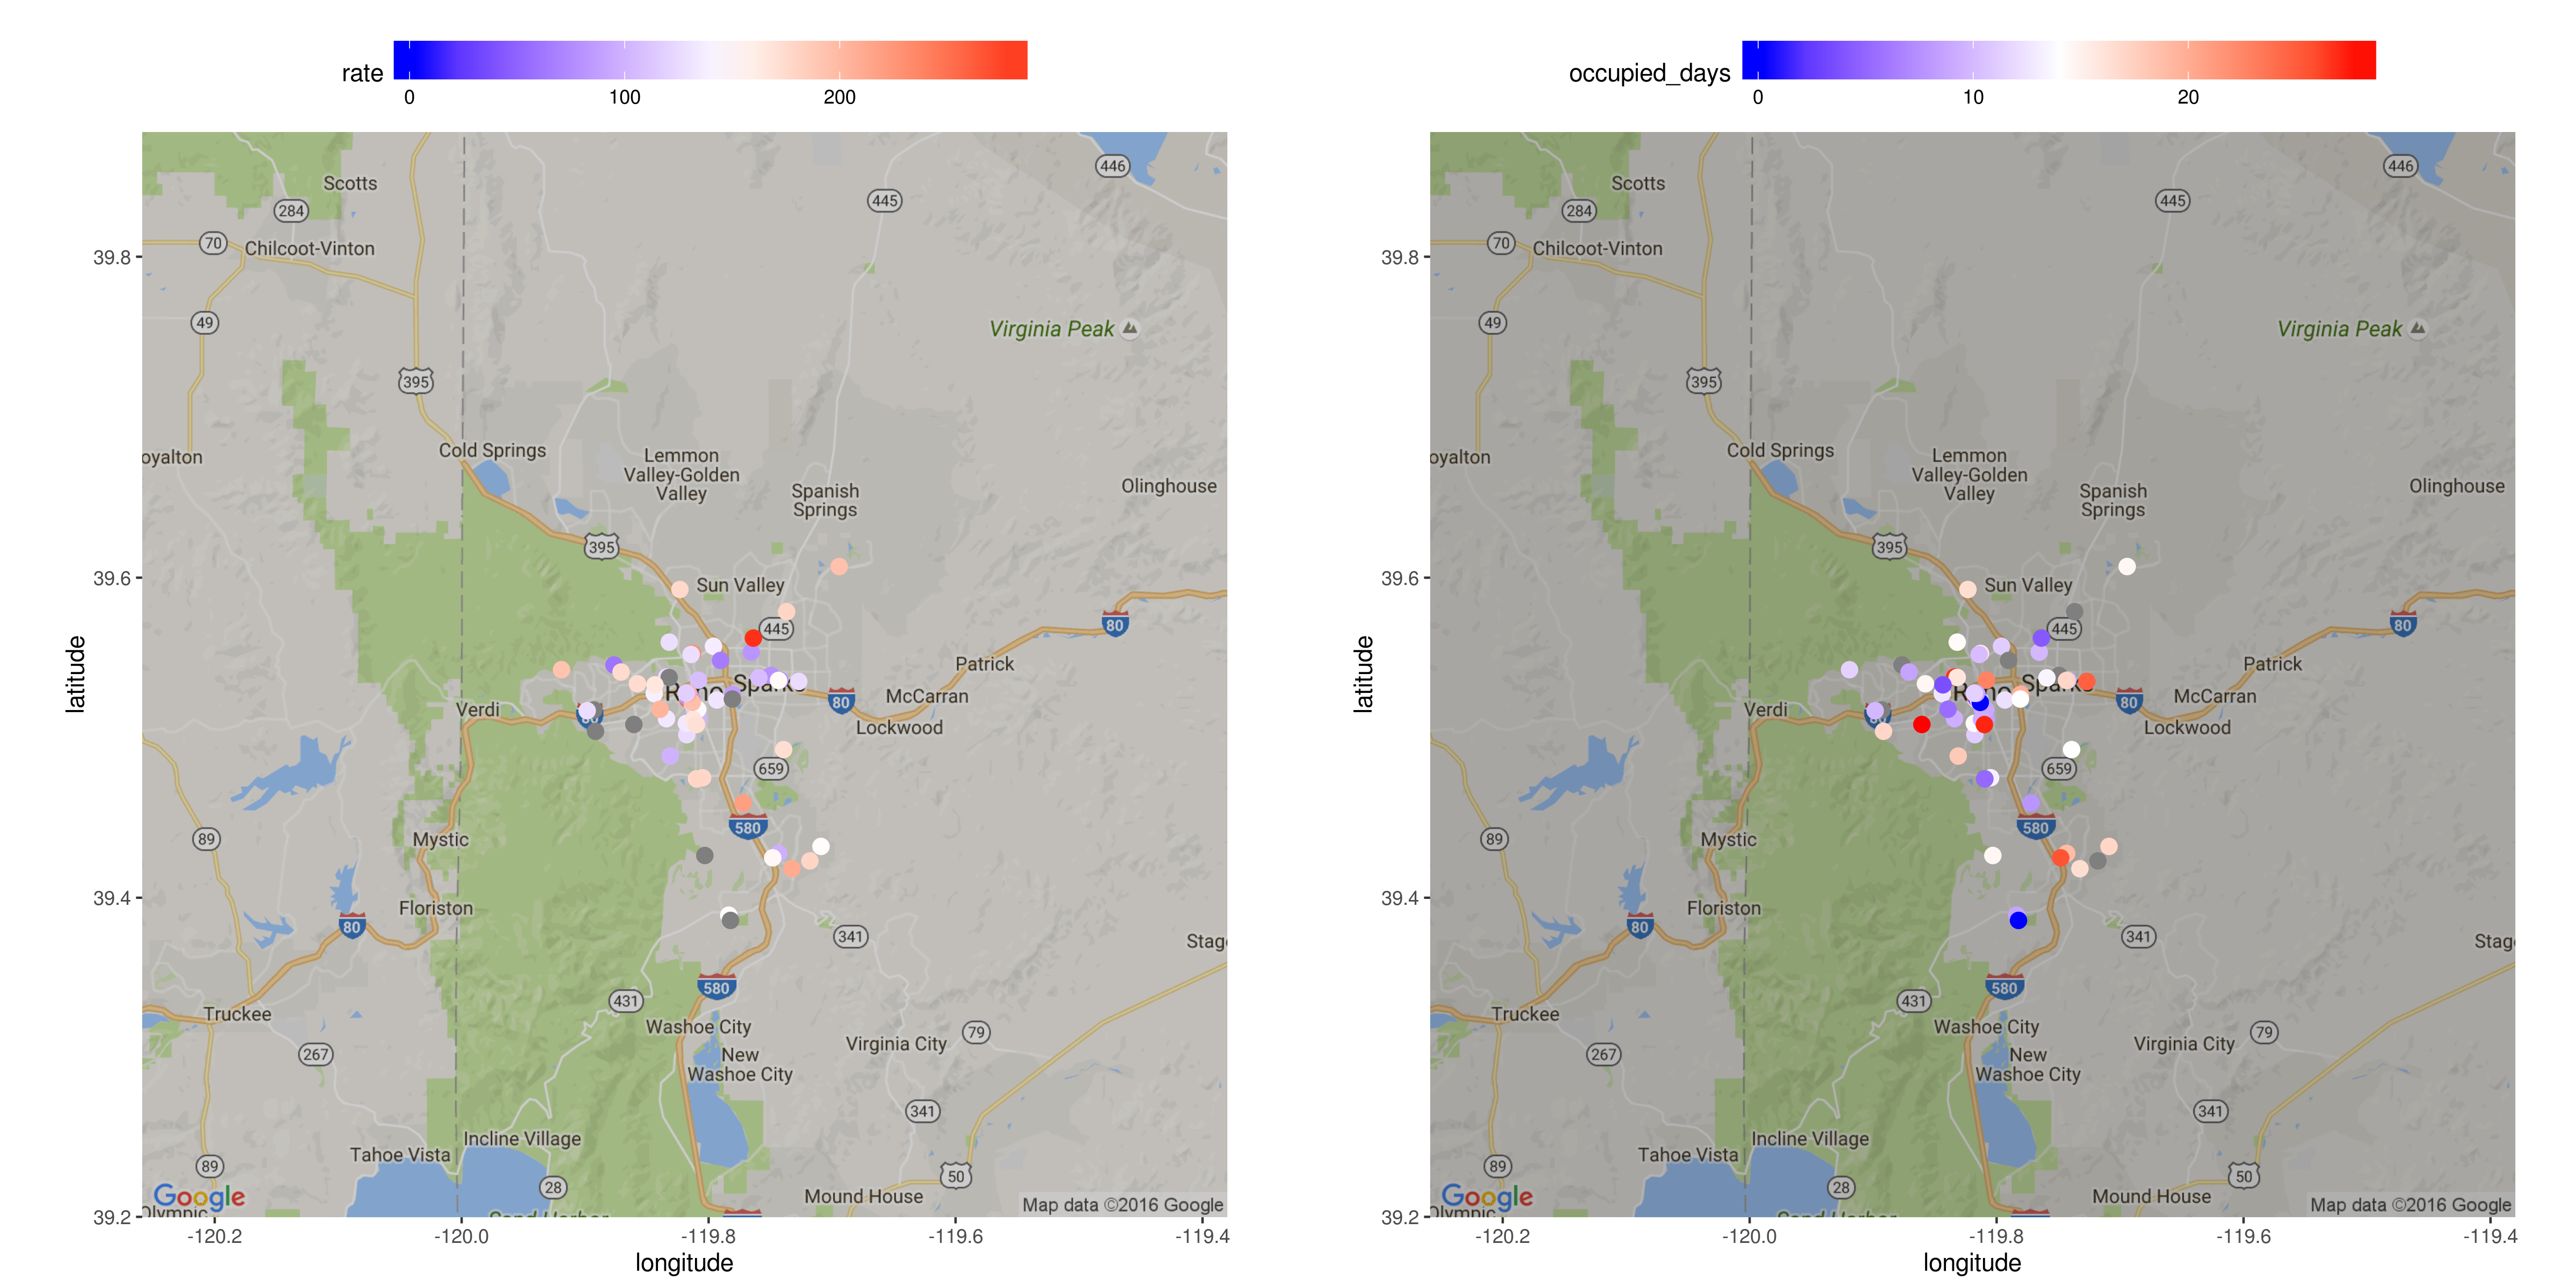 rate
0 100 200
39.8
39.6
39.4
39.2
latitude
Scotts
446
284
445
70
Chilcoot-Vinton
49
Virginia Peak
395
Cold Springs
oyalton
Lemmon
Valley-Golden
Valley
Spanish
Springs
Olinghouse
395
Sun Valley
80
445
Patrick
Reno
Sparks
McCarran
80
Verdi
80
Lockwood
659
580
89
Mystic
Floriston
80
341
Stag
580
431
Truckee
Washoe City
79
Virginia City
267
New
Washoe City
341
Incline Village
Tahoe Vista
89
50
28
Mound House
Google
Map data ©2016 Google
Olympic
-120.2 -120.0 -119.8 -119.6 -119.4
longitude
occupied_days
0 10 20
39.8
39.6
39.4
39.2
latitude
Scotts
446
284
445
70
Chilcoot-Vinton
49
Virginia Peak
395
Cold Springs
oyalton
Lemmon
Valley-Golden
Valley
Spanish
Springs
Olinghouse
395
Sun Valley
80
445
Patrick
Reno
Sparks
McCarran
80
Verdi
80
Lockwood
659
580
89
Mystic
Floriston
80
341
Stag
580
431
Truckee
Washoe City
79
Virginia City
267
New
Washoe City
341
Incline Village
Tahoe Vista
89
50
28
Mound House
Google
Map data ©2016 Google
Olympic
-120.2 -120.0 -119.8 -119.6 -119.4
longitude